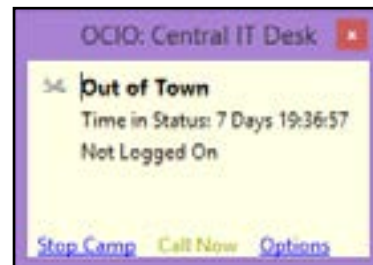 OCIO: Central IT Desk
Out of Town
Time in Status: 7 Days 19:36:57
Not Logged On
Stop Camp Call Now Options